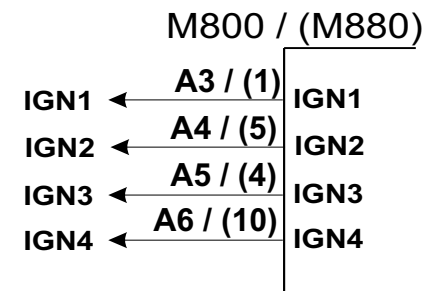 M800 / (M880)
IGN1 A3 / (1) IGN1
IGN2 A4 / (5) IGN2
IGN3 A5 / (4) IGN3
IGN4 A6 / (10) IGN4